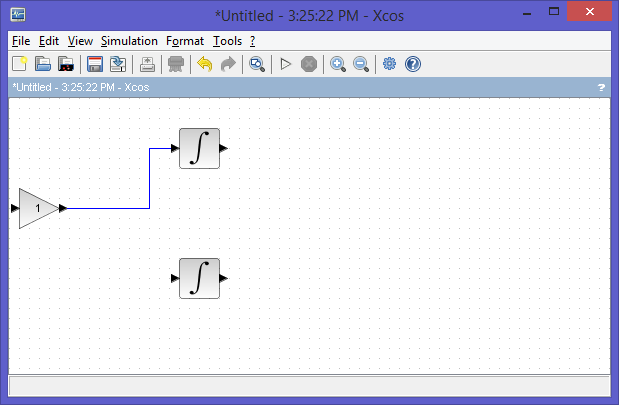 *Untitled - 3:25:22 PM - Xcos
File Edit View Simulation Format Tools ?
*Untitled - 3:25:22 PM - Xcos ?
∫
1
∫